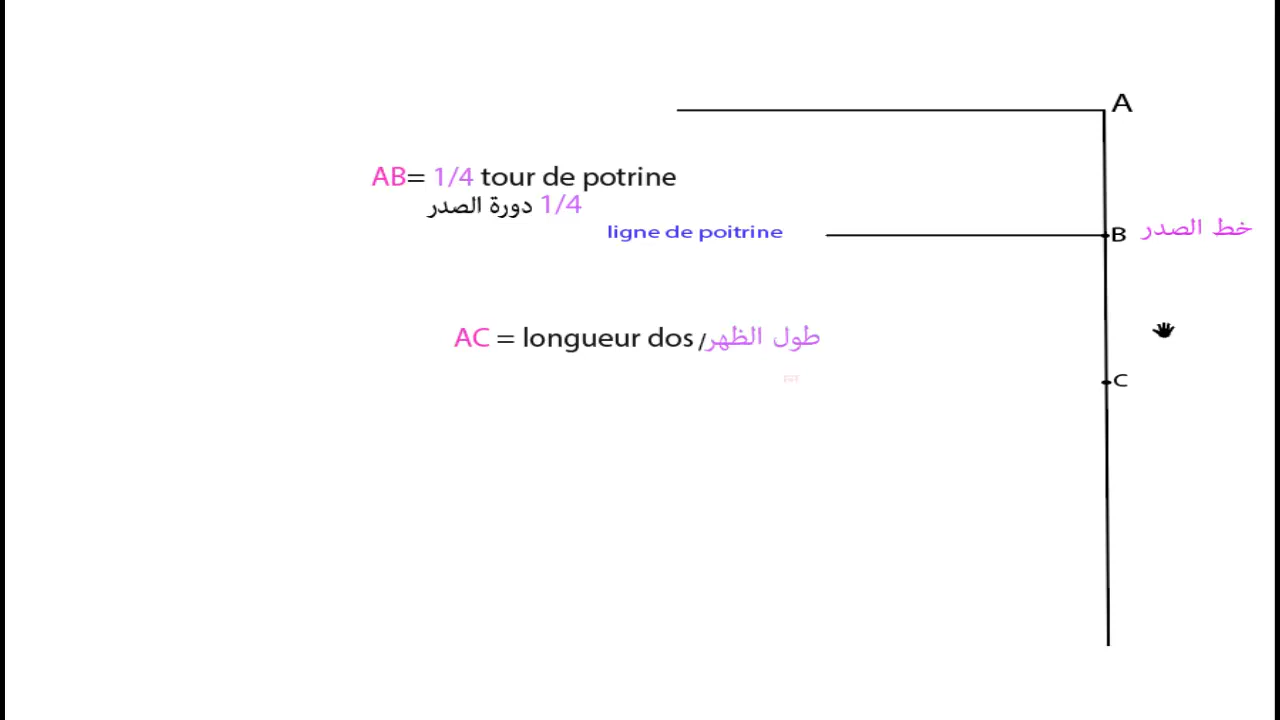 A
AB= 1/4 tour de potrine
1/4 دورة الصدر
ligne de poitrine
B خط الصدر
AC = longueur dos/طول الظهر
C